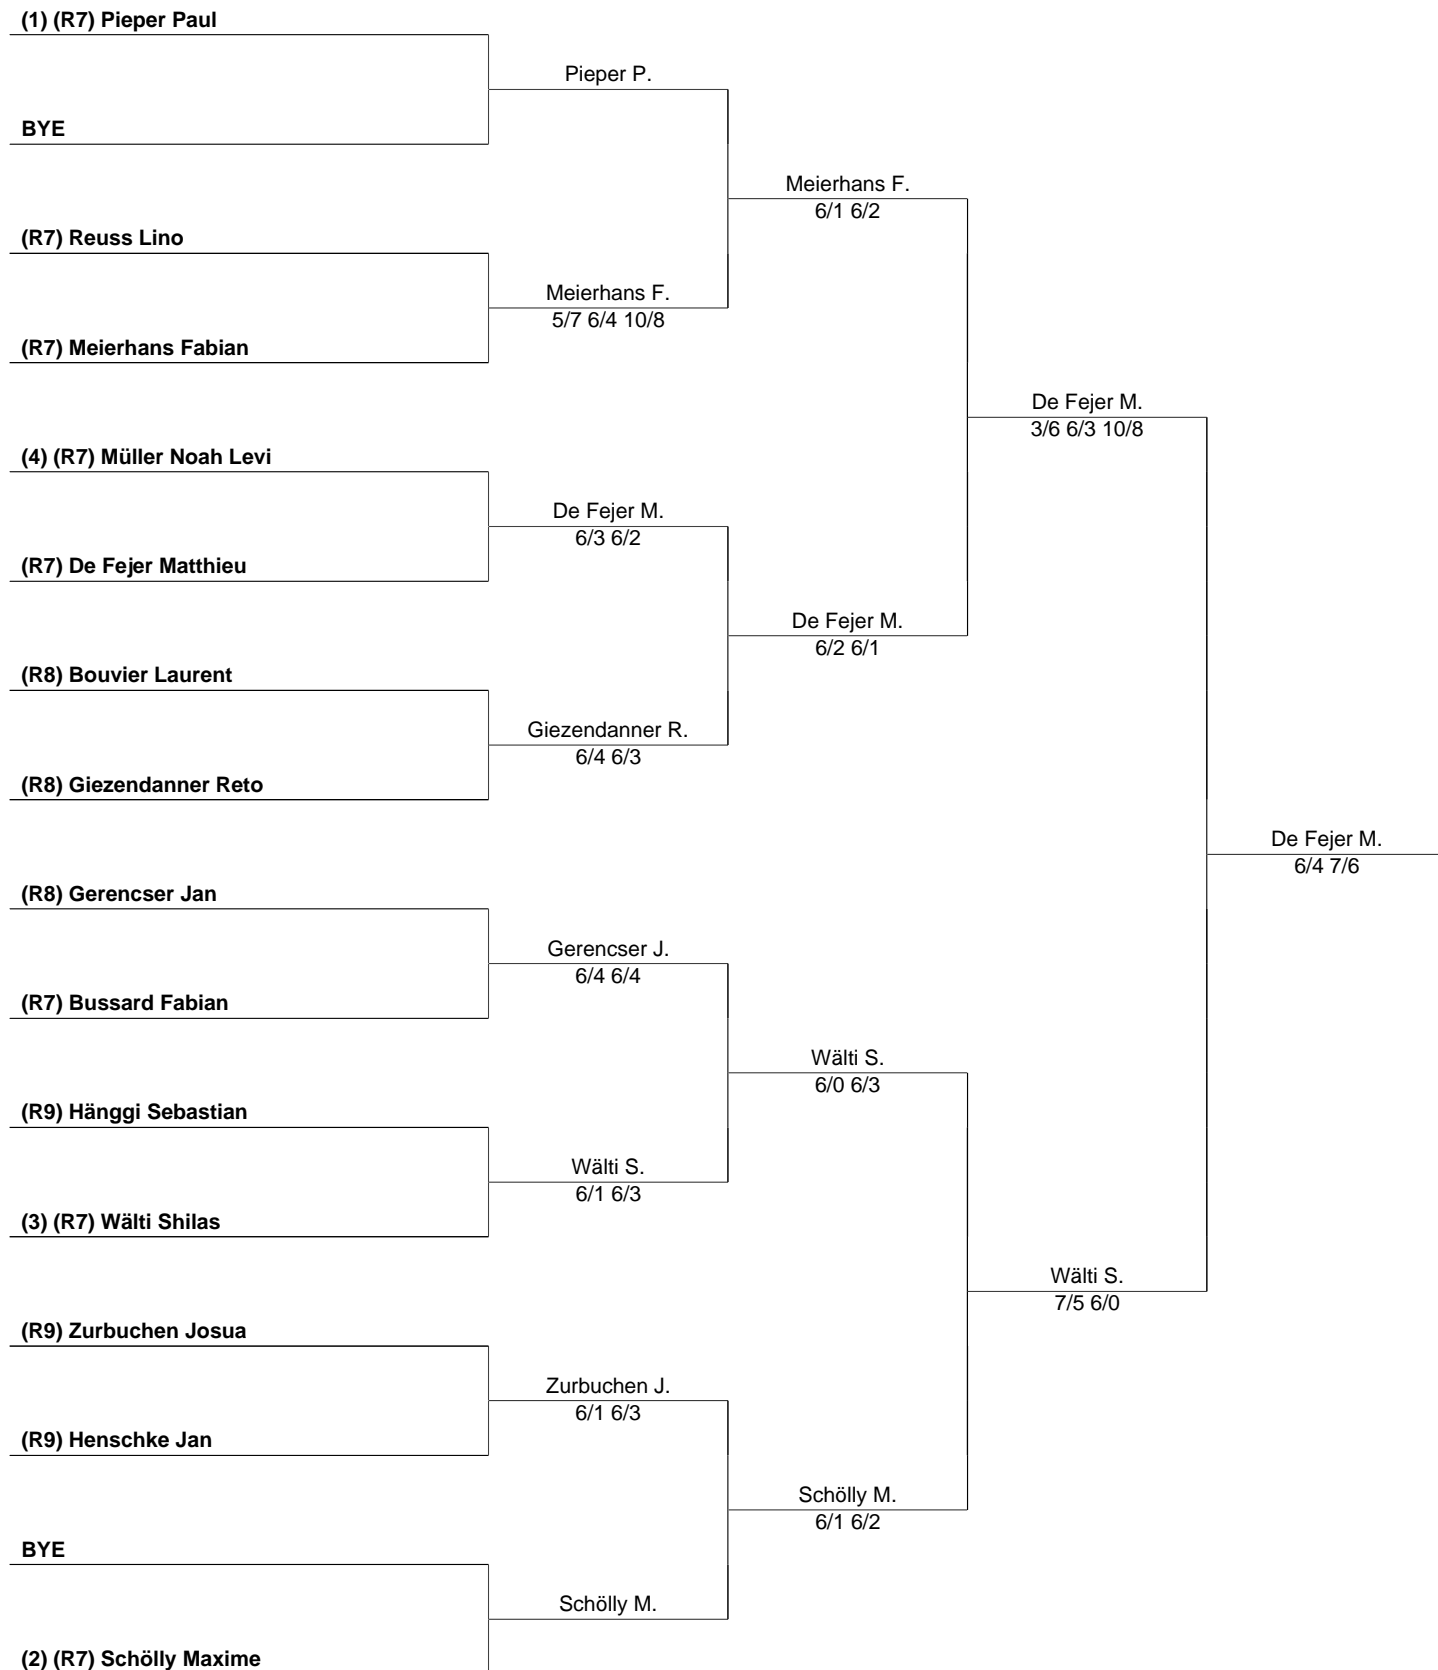 (1) (R7) Pieper Paul
Pieper P.
BYE
Meierhans F.
6/1 6/2
(R7) Reuss Lino
Meierhans F.
5/7 6/4 10/8
(R7) Meierhans Fabian
De Fejer M.
3/6 6/3 10/8
(4) (R7) Müller Noah Levi
De Fejer M.
6/3 6/2
(R7) De Fejer Matthieu
De Fejer M.
6/2 6/1
(R8) Bouvier Laurent
Giezendanner R.
6/4 6/3
(R8) Giezendanner Reto
De Fejer M.
6/4 7/6
(R8) Gerencser Jan
Gerencser J.
6/4 6/4
(R7) Bussard Fabian
Wälti S.
6/0 6/3
(R9) Hänggi Sebastian
Wälti S.
6/1 6/3
(3) (R7) Wälti Shilas
Wälti S.
7/5 6/0
(R9) Zurbuchen Josua
Zurbuchen J.
6/1 6/3
(R9) Henschke Jan
Schölly M.
6/1 6/2
BYE
Schölly M.
(2) (R7) Schölly Maxime